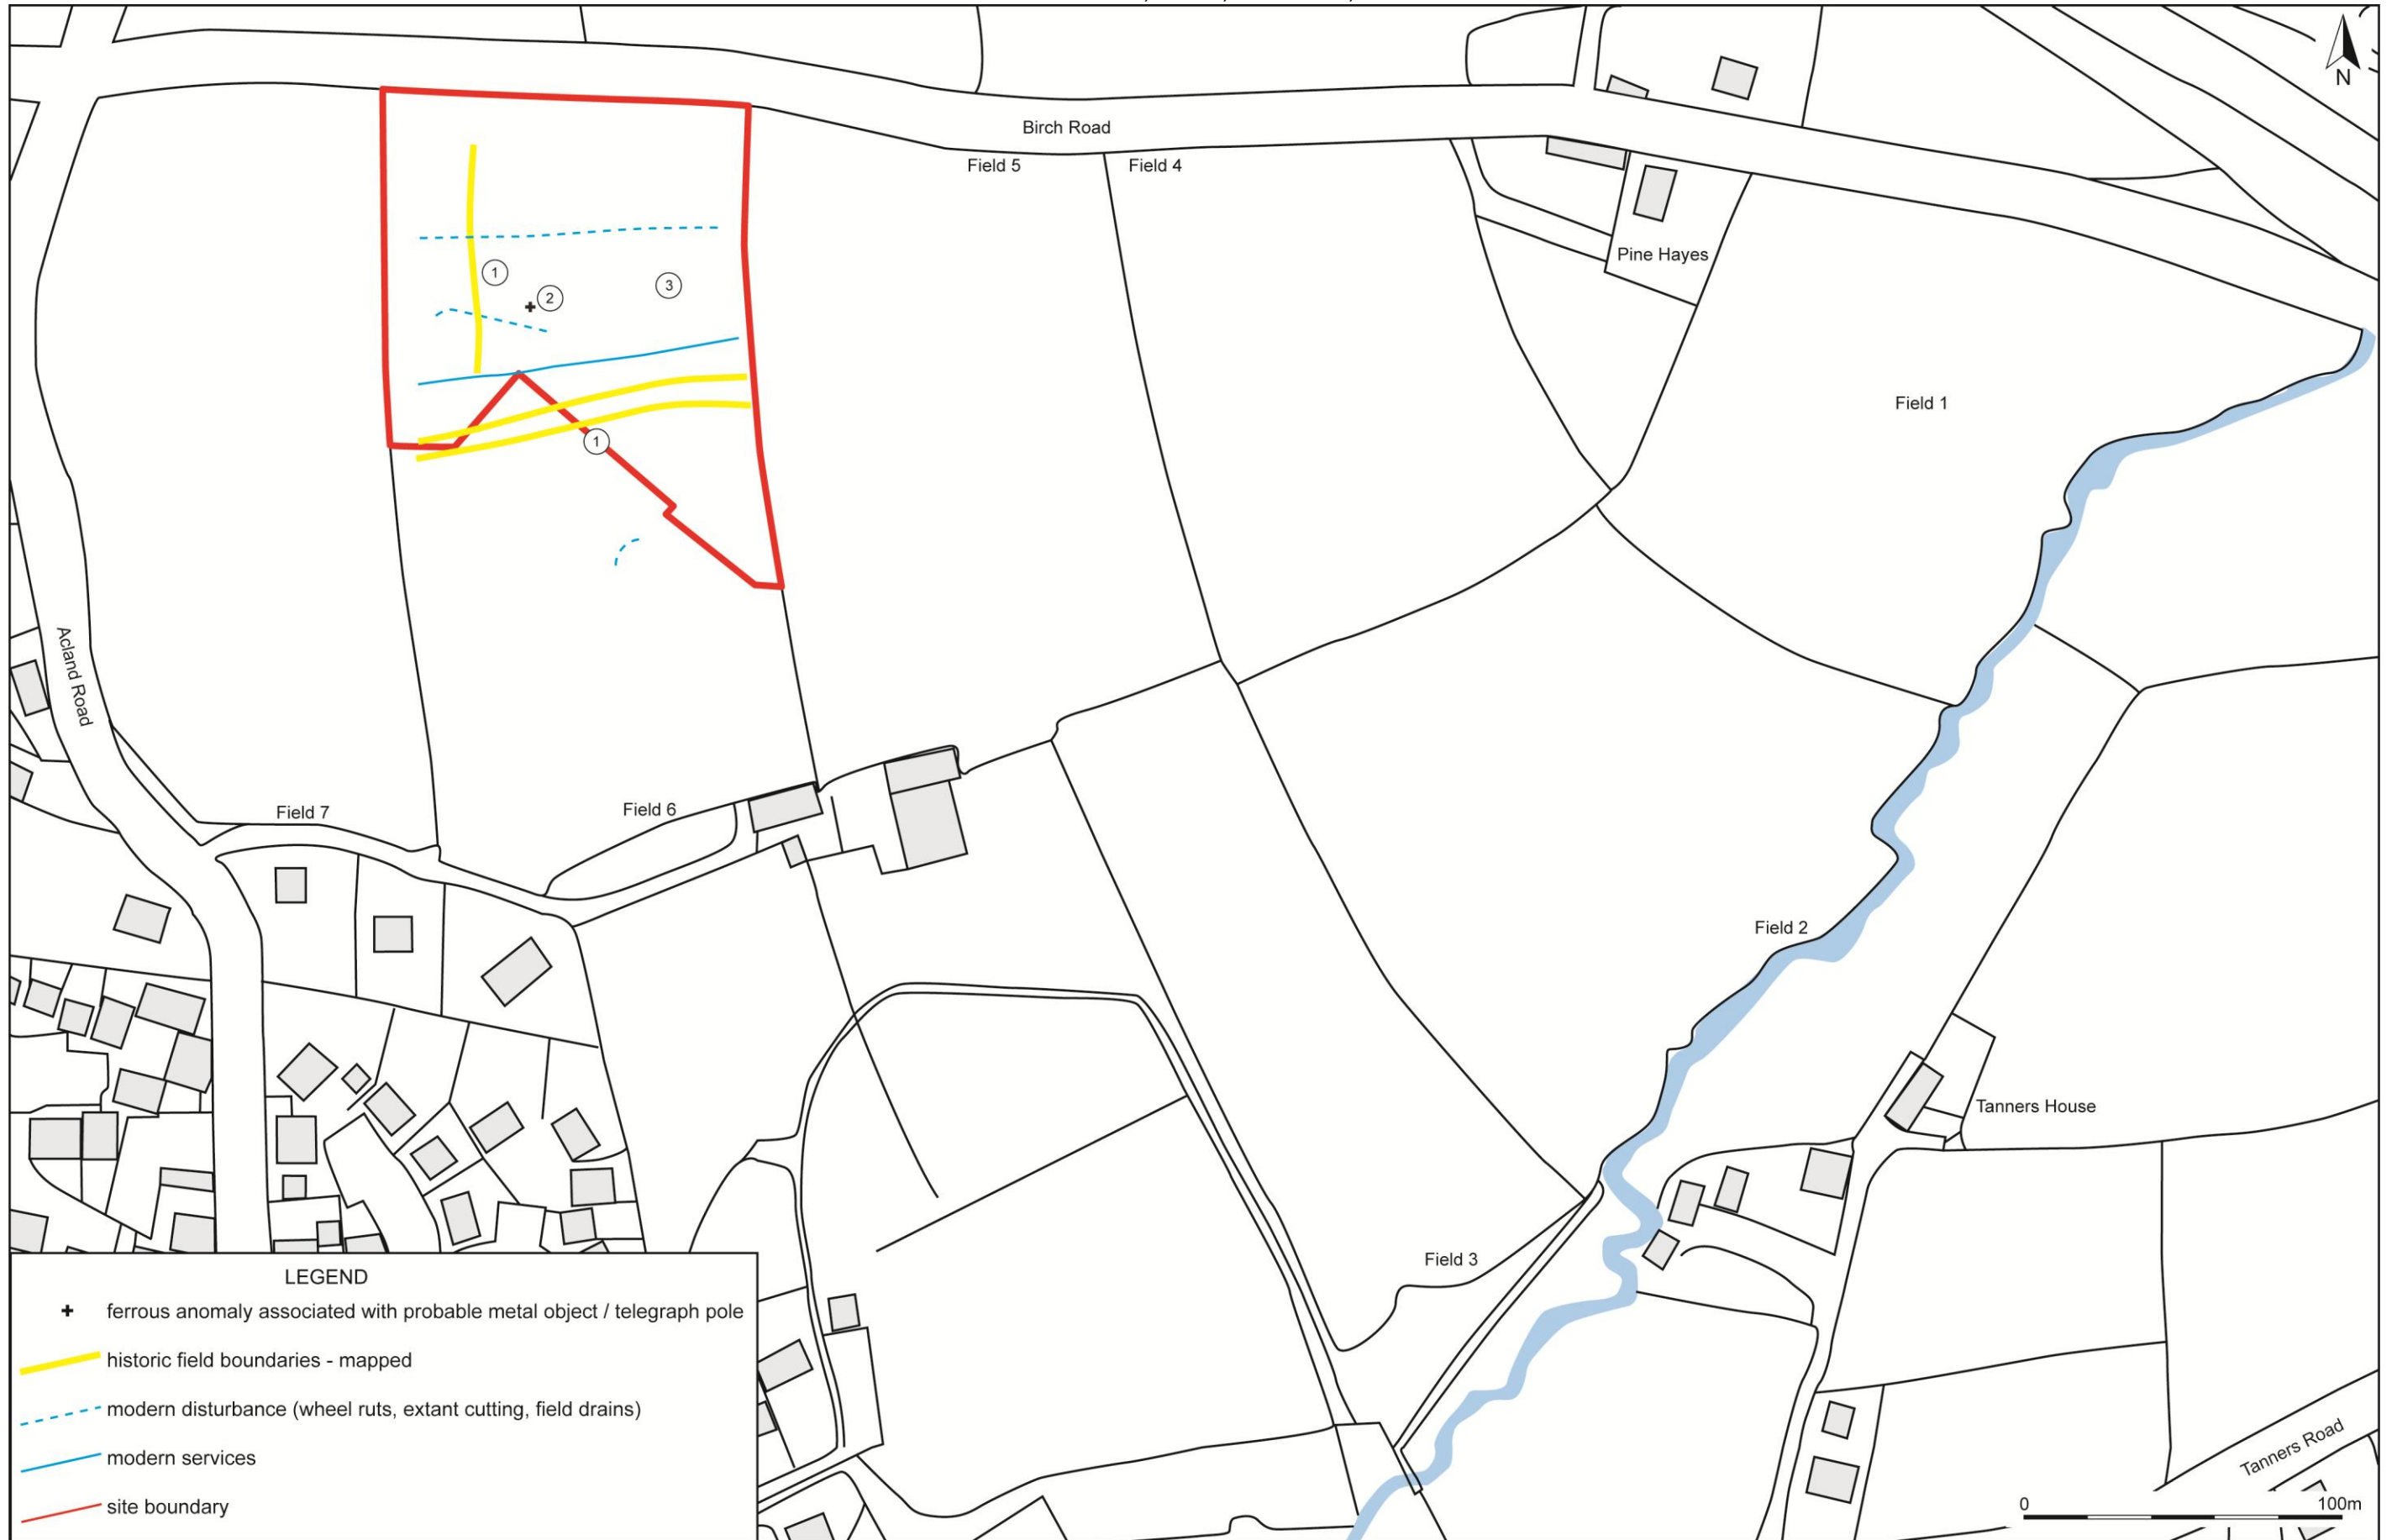 N
Birch Road
Field 5
Field 4
Pine Hayes
1
2
3
Field 1
1
Acland Road
Field 7
Field 6
Field 2
Tanners House
Field 3
LEGEND
ferrous anomaly associated with probable metal object / telegraph pole
historic field boundaries - mapped
modern disturbance (wheel ruts, extant cutting, field drains)
modern services
site boundary
Tanners Road
0 100m